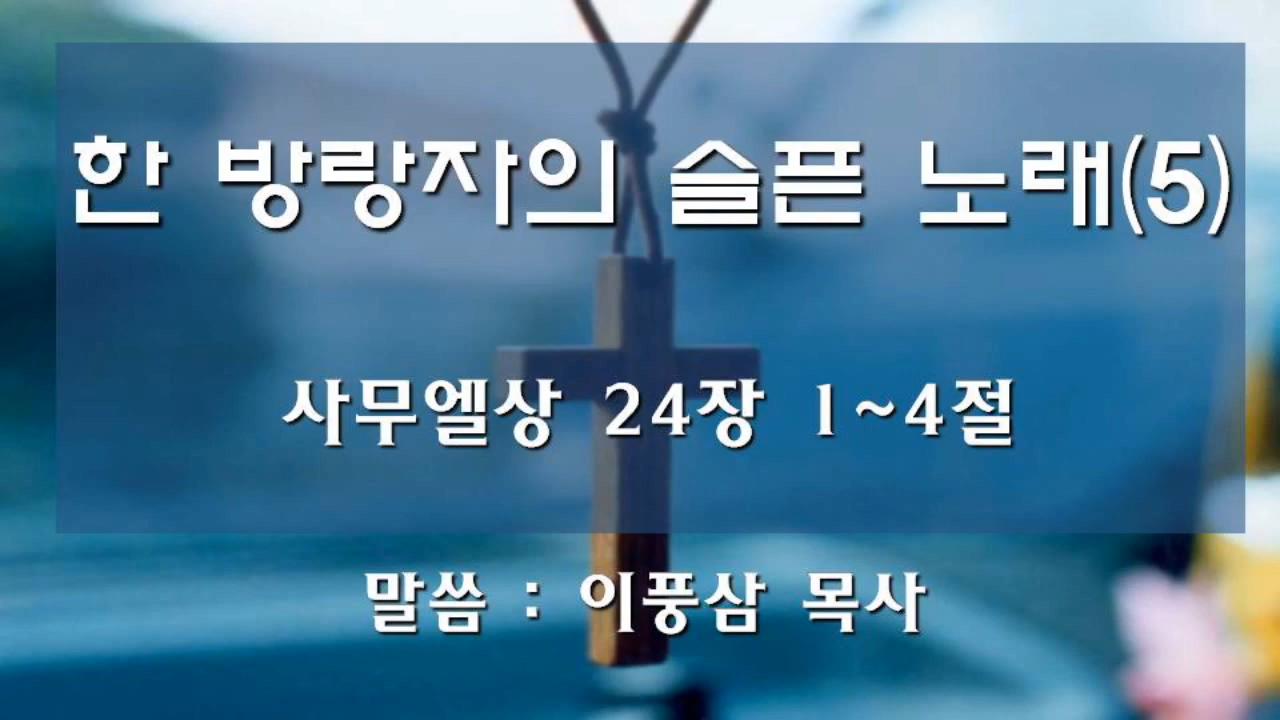 한 방랑자의 슬픈 노래(5)
사무엘상 24장 1~4절
말씀 : 이풍삼 목사